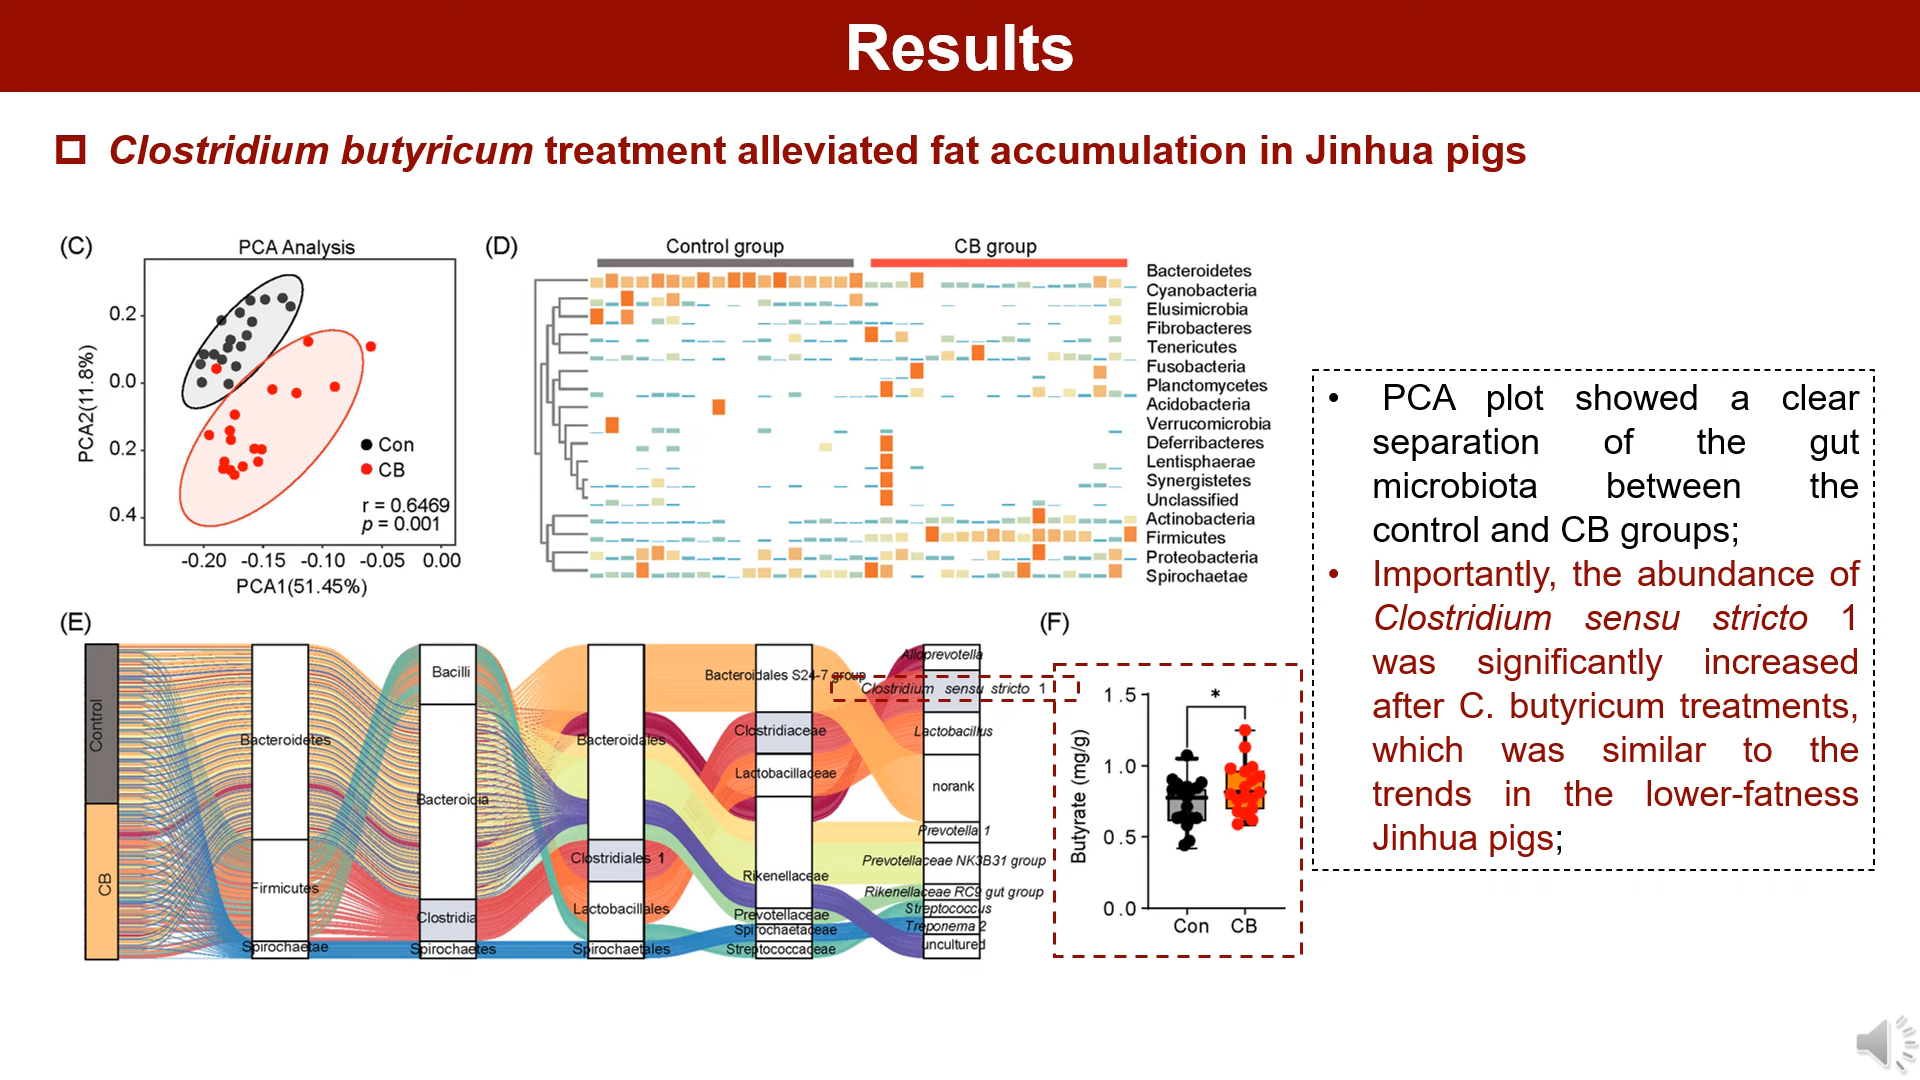 Results
Clostridium butyricum treatment alleviated fat accumulation in Jinhua pigs
(C)
PCA Analysis
PCA2(11.8%)
0.2
0.0
0.2
0.4
Con
CB
r = 0.6469
p = 0.001
-0.20 -0.15 -0.10 -0.05 0.00
PCA1(51.45%)
(D)
Control group CB group
Bacteroidetes
Cyanobacteria
Elusimicrobia
Fibrobacteres
Tenericutes
Fusobacteria
Planctomycetes
Acidobacteria
Verrucomicrobia
Deferribacteres
Lentisphaerae
Synergistetes
Unclassified
Actinobacteria
Firmicutes
Proteobacteria
Spirochaetae
(E)
Control
CB
Bacteroidetes
Firmicutes
Spirochaetae
Bacilli
Bacteroidia
Clostridia
Spirochaetes
Bacteroidales
Clostridiales 1
Lactobacillales
Spirochaetales
Bacteroidales S24-7 group
Clostridiaceae
Lactobacillaceae
Rikenellaceae
Prevotellaceae
Spirochaetaceae
Streptococcaceae
Alloprevotella
Clostridium sensu stricto 1
Lactobacillus
norank
Prevotella 1
Prevotellaceae NK3B31 group
Rikenellaceae RC9 gut group
Streptococcus
Treponema 2
uncultured
(F)
Butyrate (mg/g)
1.5
1.0
0.5
0.0
*
Con CB
• PCA plot showed a clear
separation of the gut
microbiota between the
control and CB groups;
• Importantly, the abundance of
Clostridium sensu stricto 1
was significantly increased
after C. butyricum treatments,
which was similar to the
trends in the lower-fatness
Jinhua pigs;